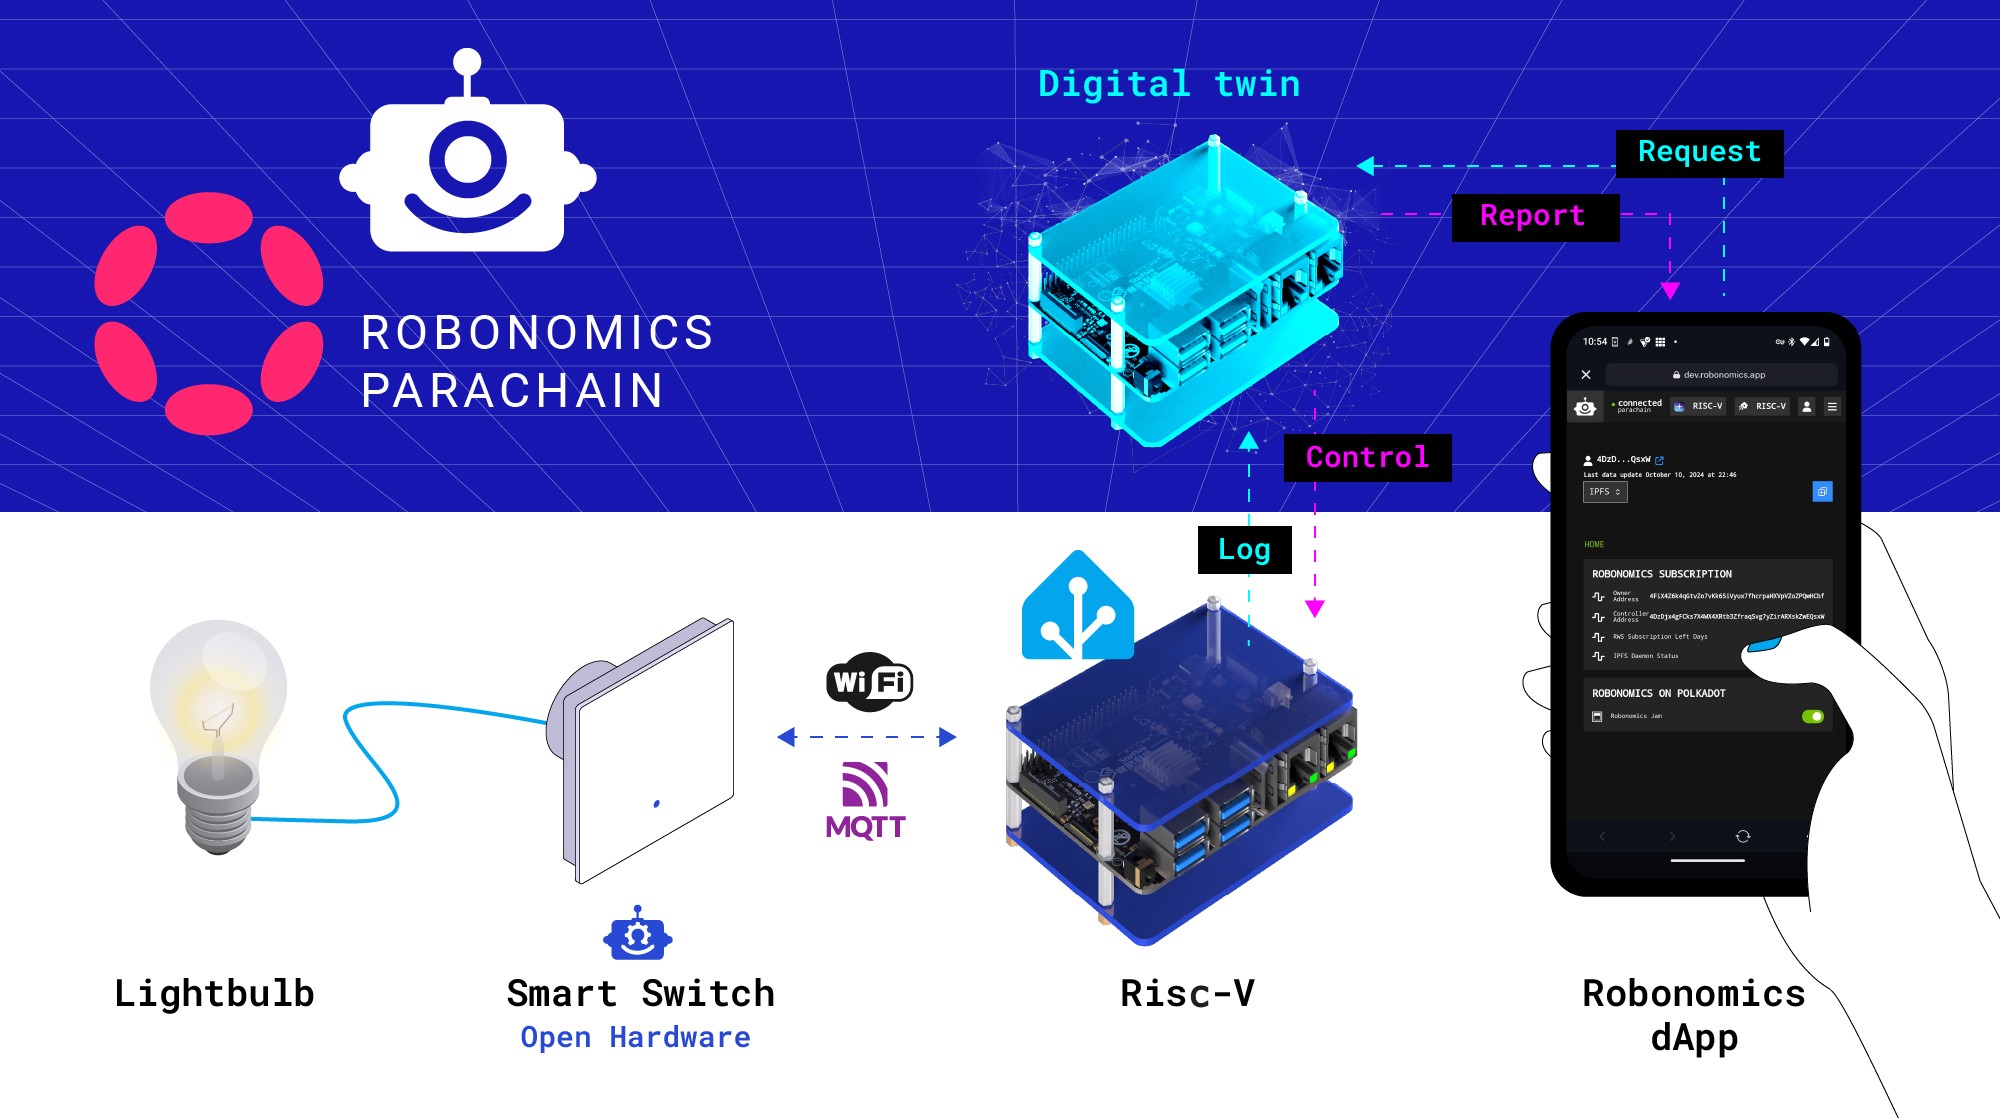 Digital twin
Request
Report
ROBONOMICS
PARACHAIN
Control
Log
10:54
dev.robonomics.app
connected
parachain
RISC-V
RISC-V
4DzD...QsxW
Last data update October 10, 2024 at 22:46
IPFS
HOME
ROBONOMICS SUBSCRIPTION
Owner
Address
Controller
Address
RWS Subscription Left Days
IPFS Daemon Status
ROBONOMICS ON POLKADOT
Robonomics Jam
Wi Fi
MQTT
Lightbulb
Smart Switch
Open Hardware
Risc-V
Robonomics
dApp